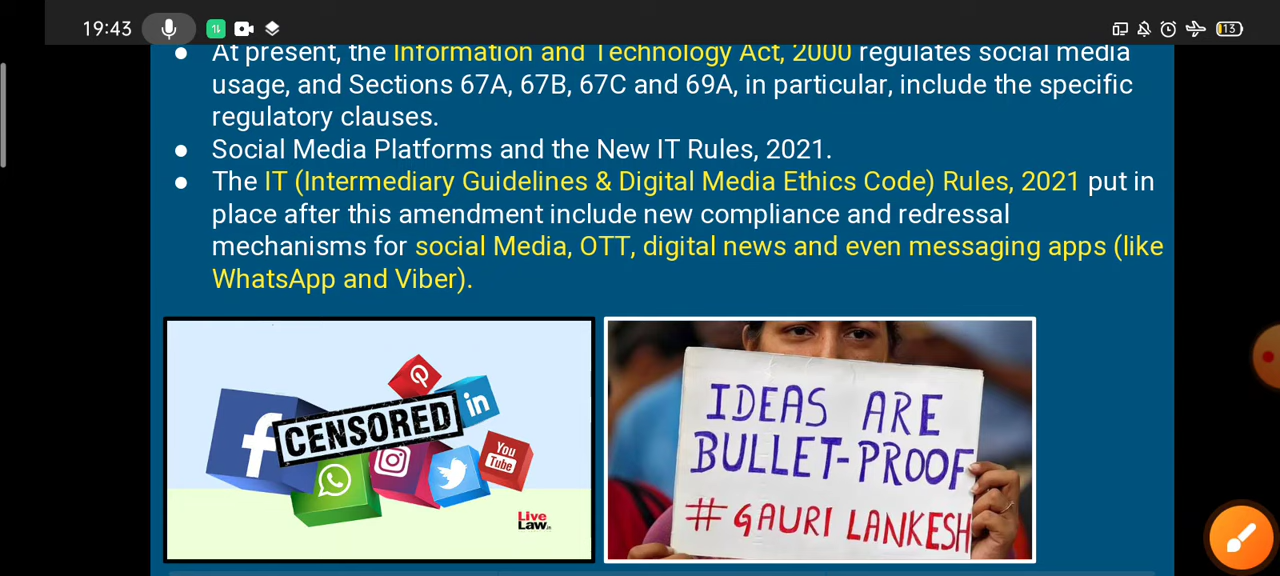 19:43
13
At present, the Information and Technology Act, 2000 regulates social media
usage, and Sections 67A, 67B, 67C and 69A, in particular, include the specific
regulatory clauses.
Social Media Platforms and the New IT Rules, 2021.
The IT (Intermediary Guidelines & Digital Media Ethics Code) Rules, 2021 put in
place after this amendment include new compliance and redressal
mechanisms for social Media, OTT, digital news and even messaging apps (like
WhatsApp and Viber).
in
CENSORED
f
You
Tube
Live
Law.in
IDEAS ARE
BULLET-PROOF
# GAURI LANKESH